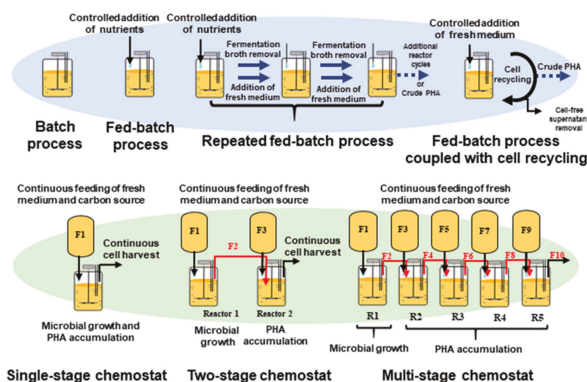 Controlled addition
of nutrients
Controlled addition
of nutrients
Fermentation
broth removal
Fermentation
broth removal
Additional
reactor
cycles
or
Crude PHA
Addition
of fresh medium
Addition
of fresh medium
Controlled addition
of fresh medium
Cell
recycling
Crude PHA
Cell-free
supernatant
removal
Batch
process
Fed-batch
process
Repeated fed-batch process
Fed-batch process
coupled with cell recycling
Continuous feeding of fresh
medium and carbon source
F1
Continuous
cell harvest
Microbial growth and
PHA accumulation
Single-stage chemostat
Continuous feeding of fresh
medium and carbon source
F1
F2
F3
Continuous
cell harvest
Reactor 1
Reactor 2
Microbial
growth
PHA
accumulation
Two-stage chemostat
Continuous feeding of fresh
medium and carbon source
F1
F3
F5
F7
F9
F2
F4
F6
F8
F10
R1
R2
R3
R4
R5
Microbial growth
PHA accumulation
Multi-stage chemostat